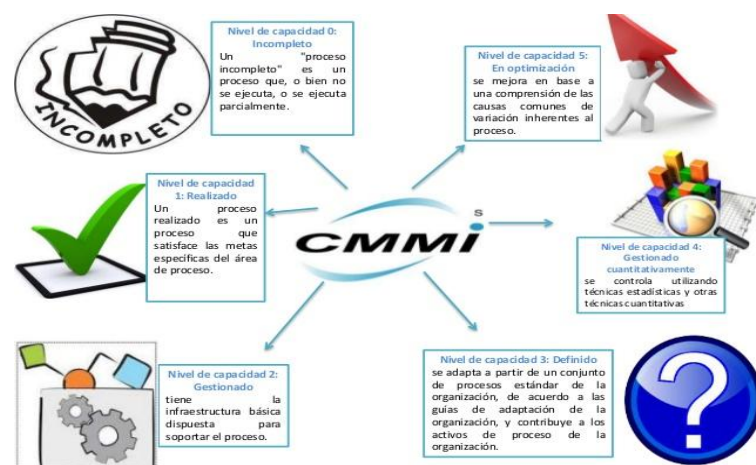 INCOMPLETO
Nivel de capacidad 0:
Incompleto
Un "proceso
incompleto" es un
proceso que, o bien no
se ejecuta, o se ejecuta
parcialmente.
Nivel de capacidad 5:
En optimización
se mejora en base a
una comprensión de las
causas comunes de
variación inherentes al
proceso.
Nivel de capacidad
1: Realizado
Un proceso
realizado es un
proceso que
satisface las metas
especificas del área
de proceso.
CMMi
S
Nivel de capacidad 4:
Gestionado
cuantitativamente
se controla utilizando
técnicas estadísticas y otras
técnicas cuantitativas
Nivel de capacidad 2:
Gestionado
tiene la
infraestructura básica
dispuesta para
soportar el proceso.
Nivel de capacidad 3: Definido
se adapta a partir de un conjunto
de procesos estándar de la
organización, de acuerdo a las
guías de adaptación de la
organización, y contribuye a los
activos de proceso de la
organización.
?